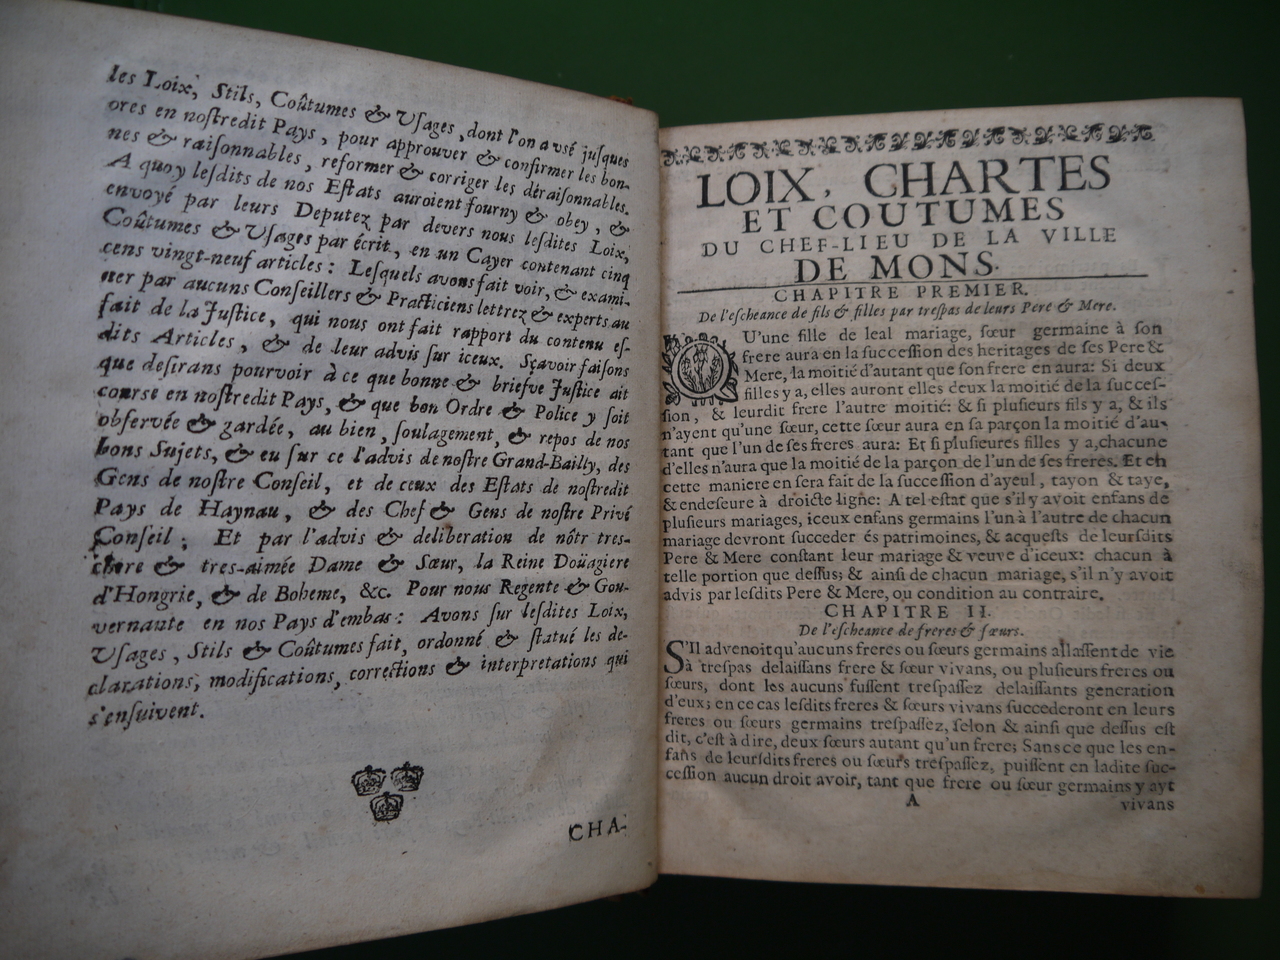 les Loix, Stils, Coûtumes & Usages, dont l'on a usé jusques
ores en nostredit Pays, pour approuver & confirmer les bon-
nes & raisonnables, reformer & corriger les déraisonnables.
A quoy lesdits de nos Estats auroient fourny & obey, &
envoyé par leurs Deputez par devers nous lesdites Loix,
Coûtumes & Usages par écrit, en un Cayer contenant cinq
cens vingt-neuf articles: Lesquels avons fait voir, & exami-
ner par aucuns Conseillers & Practiciens lettrez & experts au
fait de la Justice, qui nous ont fait rapport du contenu es-
dits Articles, & de leur advis sur iceux. Sçavoir faisons
que desirans pourvoir à ce que bonne & briefve Justice ait
course en nostredit Pays, & que bon Ordre & Police y soit
observée & gardée, au bien, soulagement, & repos de nos
bons Sujets, & eu sur ce l'advis de nostre Grand-Bailly, des
Gens de nostre Conseil, et de ceux des Estats de nostredit
Pays de Haynau, & des Chef & Gens de nostre Privé
Conseil; Et par l'advis & deliberation de nôtr tres-
chere & tres-aimée Dame & Sœur, la Reine Doüagiere
d'Hongrie, & de Boheme, &c. Pour nous Regente & Gou-
vernante en nos Pays d'embas: Avons sur lesdites Loix,
Usages, Stils & Coûtumes fait, ordonné & statué les de-
clarations, modifications, corrections & interpretations qui
s'ensuivent.
CHA-
LOIX, CHARTES
ET COUTUMES
DU CHEF-LIEU DE LA VILLE
DE MONS.
CHAPITRE PREMIER.
De l'escheance de fils & filles par trespas de leurs Pere & Mere.
QU'une fille de leal mariage, sœur germaine à son
frere aura en la succession des heritages de ses Pere &
Mere, la moitié d'autant que son frere en aura: Si deux
filles y a, elles auront elles deux la moitié de la succes-
sion, & leurdit frere l'autre moitié: & si plusieurs fils y a, & ils
n'ayent qu'une sœur, cette sœur aura en sa parçon la moitié d'au-
tant que l'un de ses freres aura: Et si plusieures filles y a, chacune
d'elles n'aura que la moitié de la parçon de l'un de ses freres. Et en
cette maniere en sera fait de la succession d'ayeul, tayon & taye,
& endeseure à droicte ligne: A tel estat que s'il y avoit enfans de
plusieurs mariages, iceux enfans germains l'un à l'autre de chacun
mariage devront succeder és patrimoines, & acquests de leursdits
Pere & Mere constant leur mariage & veuve d'iceux: chacun à
telle portion que dessus; & ainsi de chacun mariage, s'il n'y avoit
advis par lesdits Pere & Mere, ou condition au contraire.
CHAPITRE II.
De l'escheance de freres & sœurs.
S'Il advenoit qu'aucuns freres ou sœurs germains allassent de vie
à trespas delaissans frere & sœur vivans, ou plusieurs freres ou
sœurs, dont les aucuns fussent trespassez delaissants generation
d'eux; en ce cas lesdits freres & sœurs vivans succederont en leurs
freres ou sœurs germains trespassez, selon & ainsi que dessus est
dit, c'est à dire, deux sœurs autant qu'un frere; Sans ce que les en-
fans de leursdits freres ou sœurs trespassez, puissent en ladite suc-
cession aucun droit avoir, tant que frere ou sœur germains y ayt
A
vivans